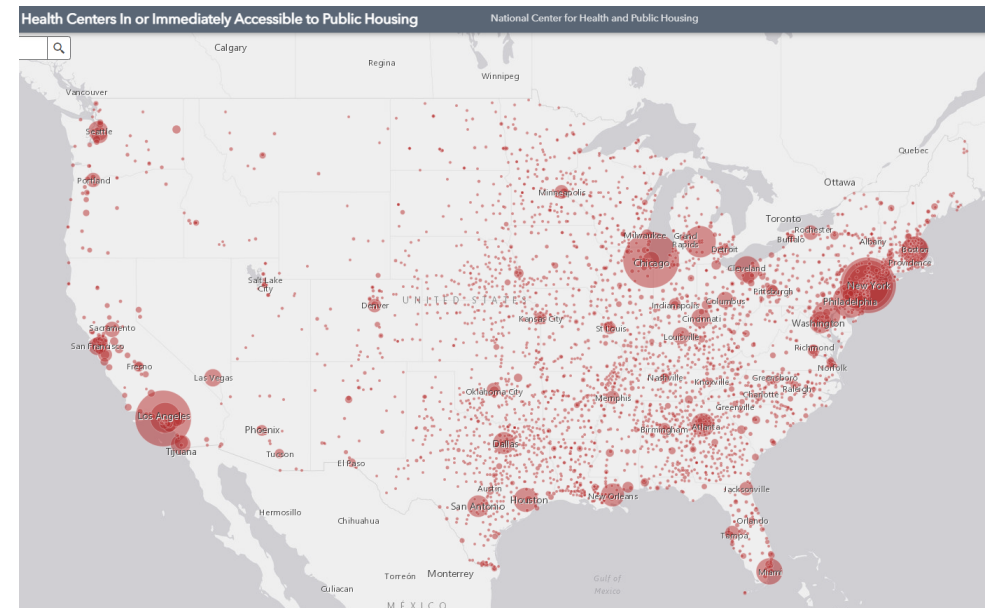 Health Centers In or Immediately Accessible to Public Housing
National Center for Health and Public Housing
Calgary
Regina
Winnipeg
Vancouver
Seattle
Quebec
Portland
Minneapolis
Ottawa
Toronto
Rochester
Buffalo
Albany
Boston
Providence
Milwaukee
Grand
Rapids
Detroit
Chicago
Cleveland
New York
Salt Lake
City
Denver
UNITED STATES
Pittsburgh
Philadelphia
Indianapolis
Columbus
Kansas City
Cincinnati
Washington
Sacramento
St Louis
Louisville
San Francisco
Richmond
Fresno
Norfolk
Las Vegas
Nashville
Knoxville
Greensboro
Raleigh
Oklahoma City
Memphis
Charlotte
Greenville
Los Angeles
Phoenix
Birmingham
Atlanta
Tijuana
Tucson
Dallas
El Paso
Austin
Jacksonville
San Antonio
Houston
New Orleans
Hermosillo
Chihuahua
Orlando
Tampa
Torreón
Monterrey
Miami
Gulf of
Mexico
Culiacan
MÉXICO